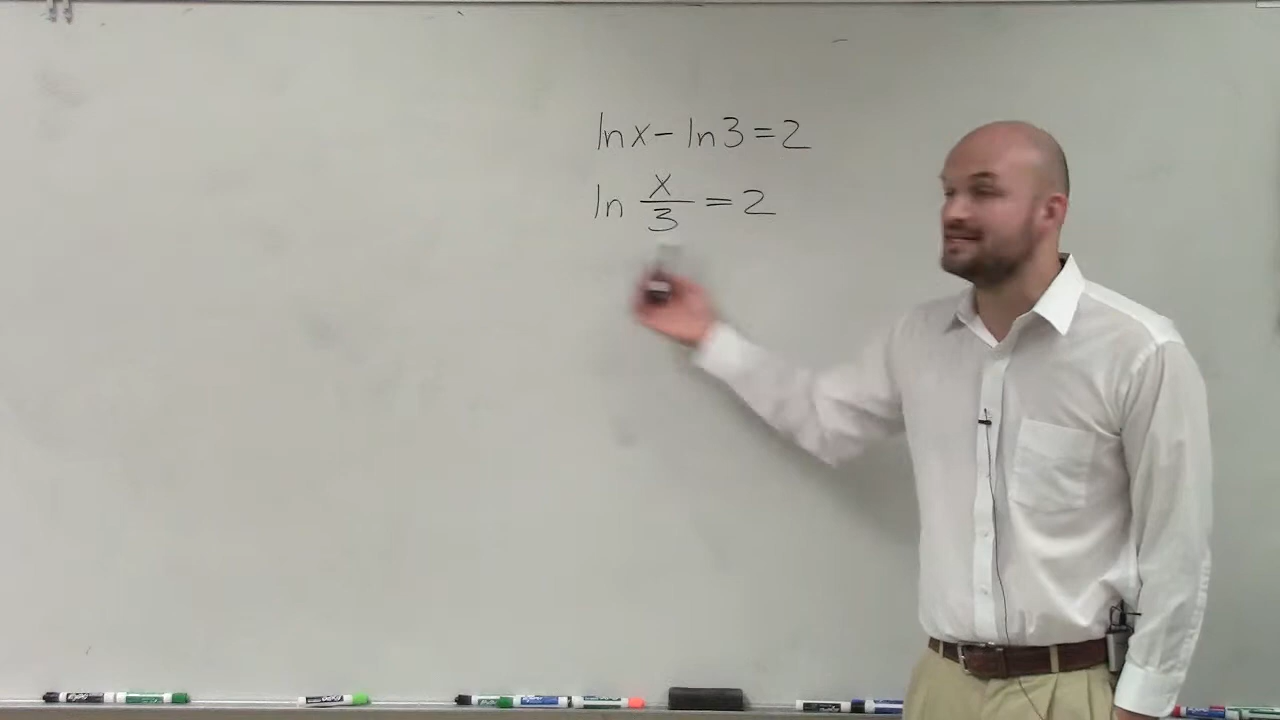 ln x - ln 3 = 2
ln x/3 = 2